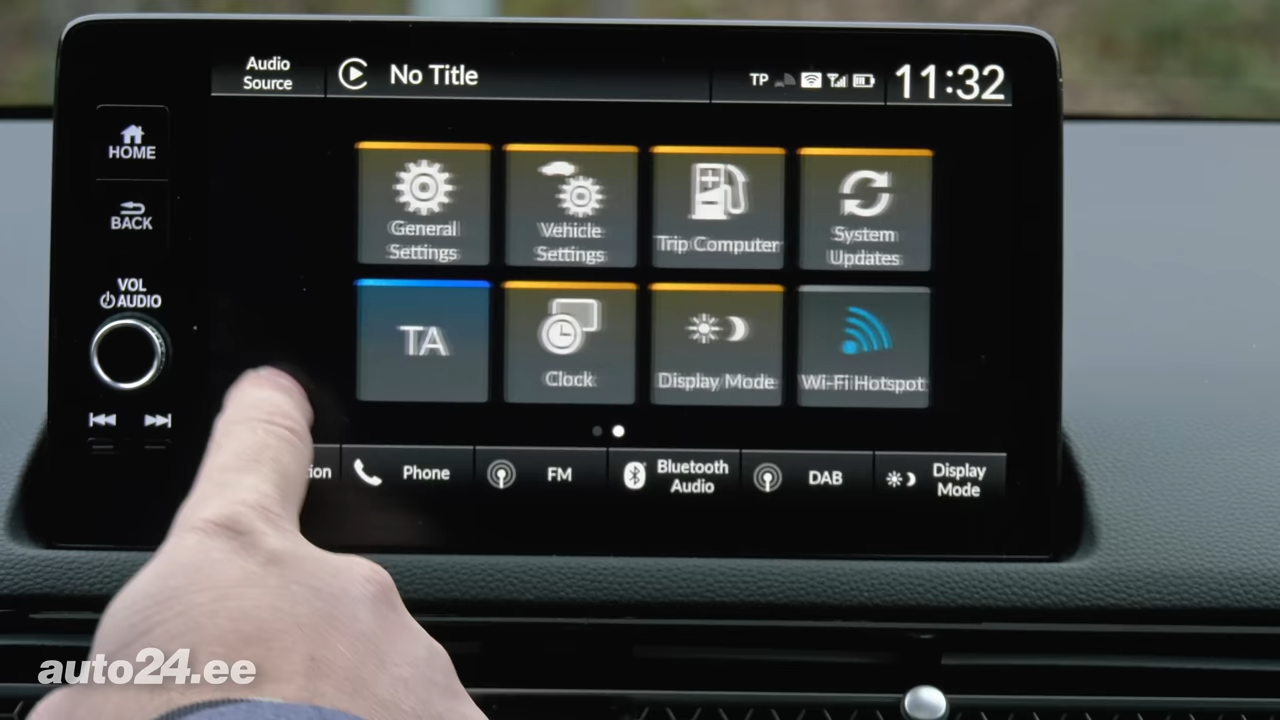 Audio
Source
No Title
TP
11:32
HOME
BACK
VOL
AUDIO
General
Settings
Vehicle
Settings
Trip Computer
System
Updates
TA
Clock
Display Mode
Wi-Fi Hotspot
Phone
FM
Bluetooth
Audio
DAB
Display
Mode
auto24.ee